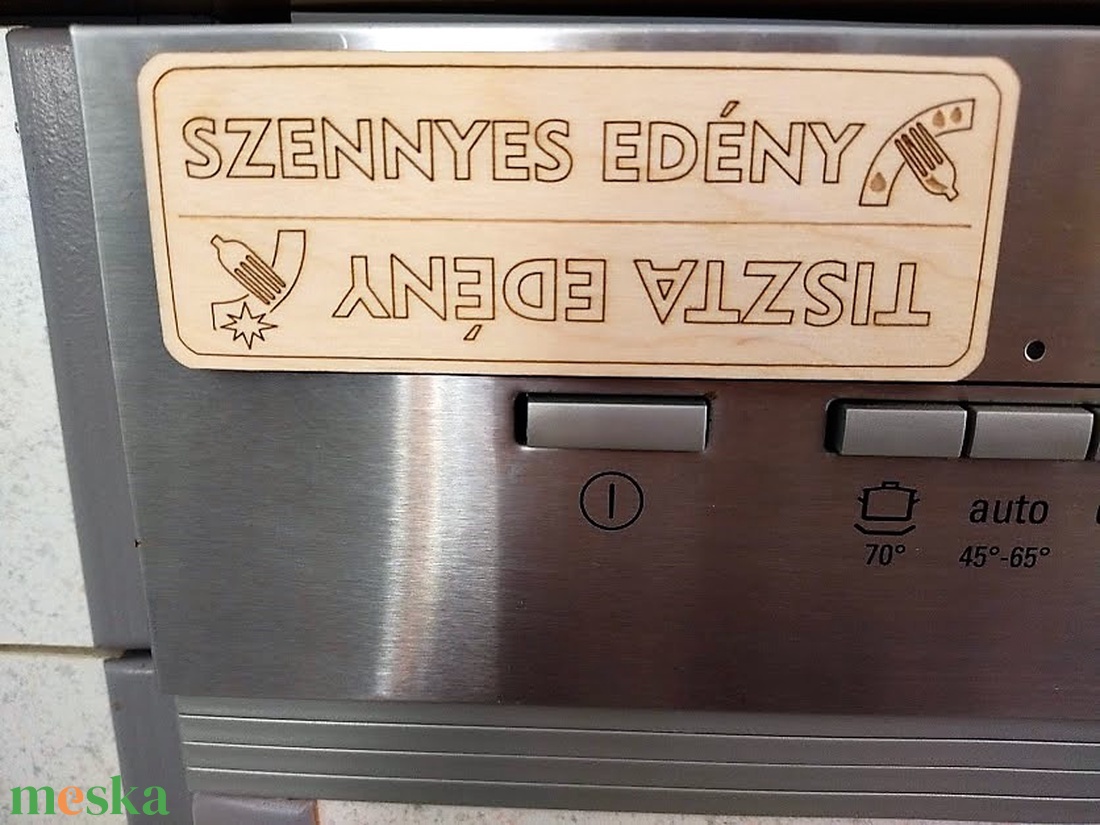 SZENNYES EDÉNY
TISZTA EDÉNY
auto
70°
45°-65°
meska